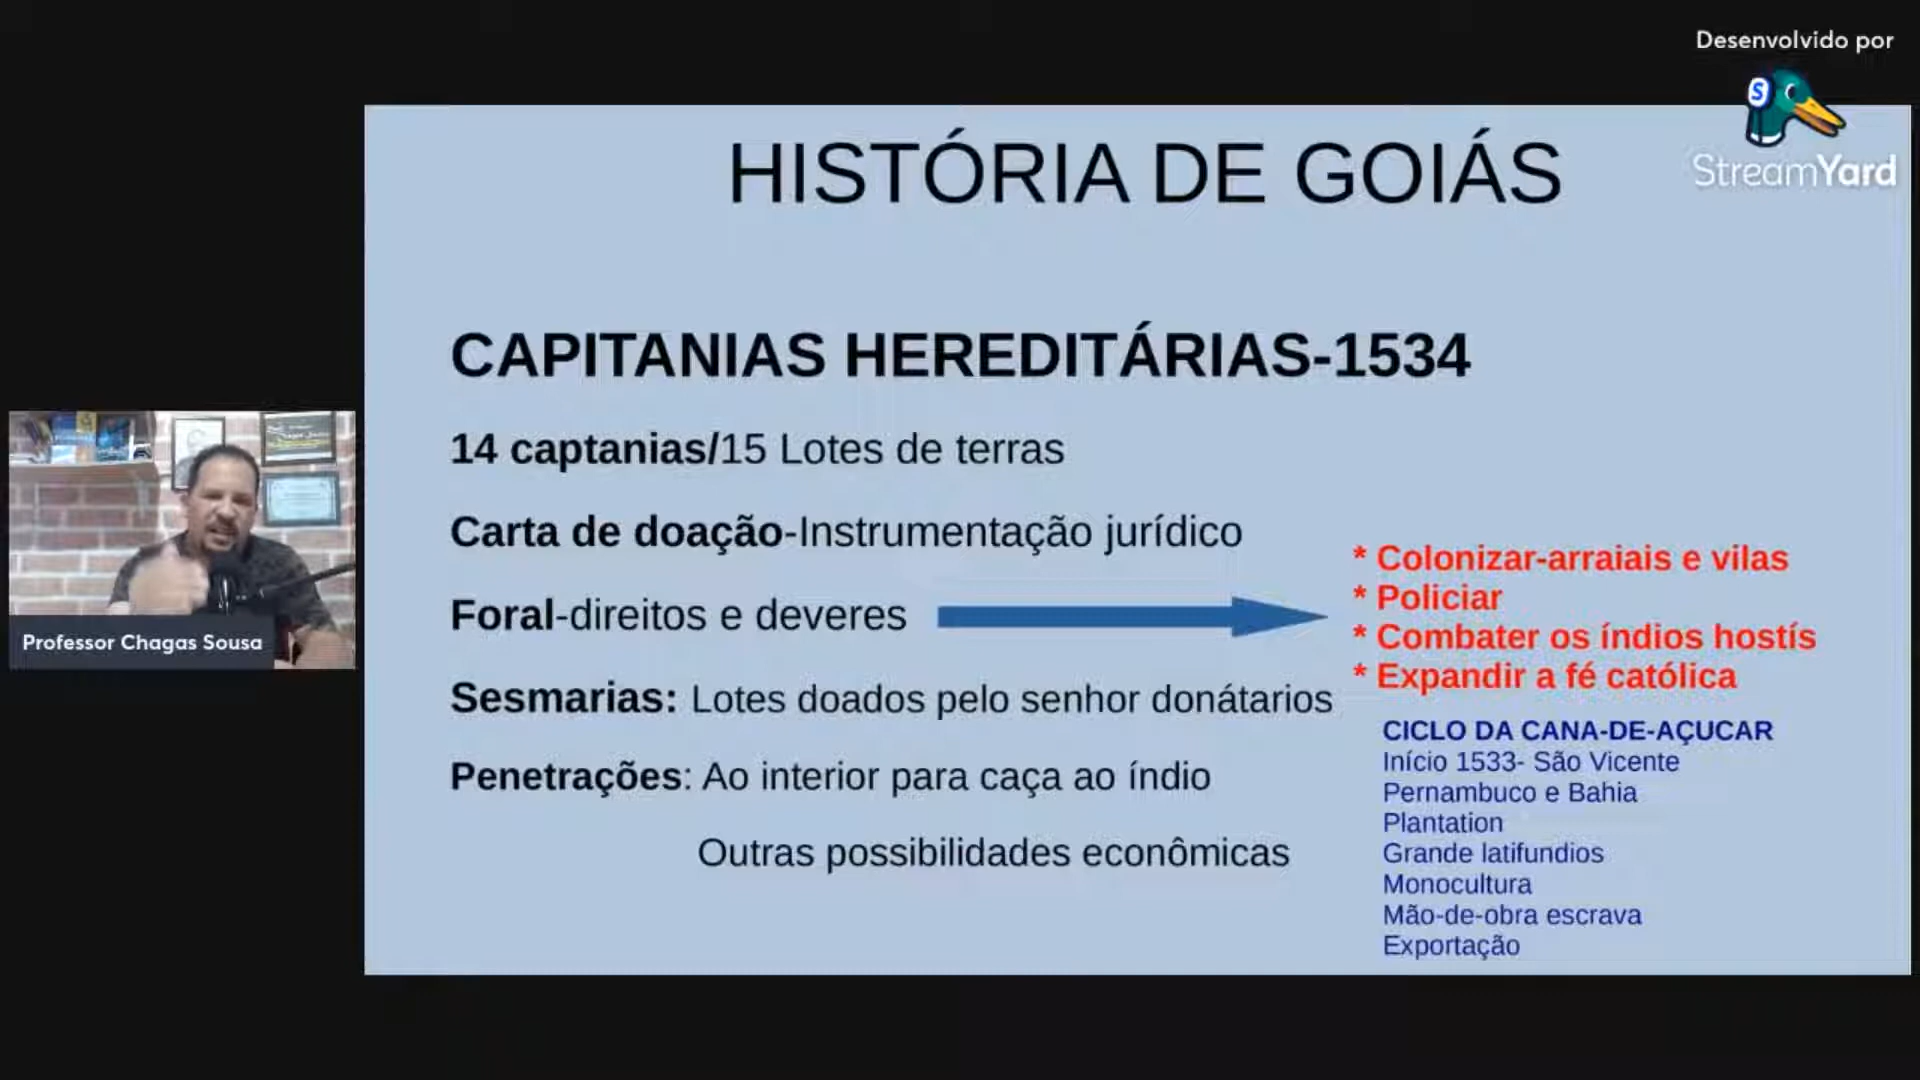 Desenvolvido por
StreamYard
HISTÓRIA DE GOIÁS
CAPITANIAS HEREDITÁRIAS-1534
14 captanias/15 Lotes de terras
Carta de doação-Instrumentação jurídico
Foral-direitos e deveres
* Colonizar-arraiais e vilas
* Policiar
* Combater os índios hostís
* Expandir a fé católica
Sesmarias: Lotes doados pelo senhor donátarios
Penetrações: Ao interior para caça ao índio
Outras possibilidades econômicas
CICLO DA CANA-DE-AÇUCAR
Início 1533- São Vicente
Pernambuco e Bahia
Plantation
Grande latifundios
Monocultura
Mão-de-obra escrava
Exportação
Professor Chagas Sousa